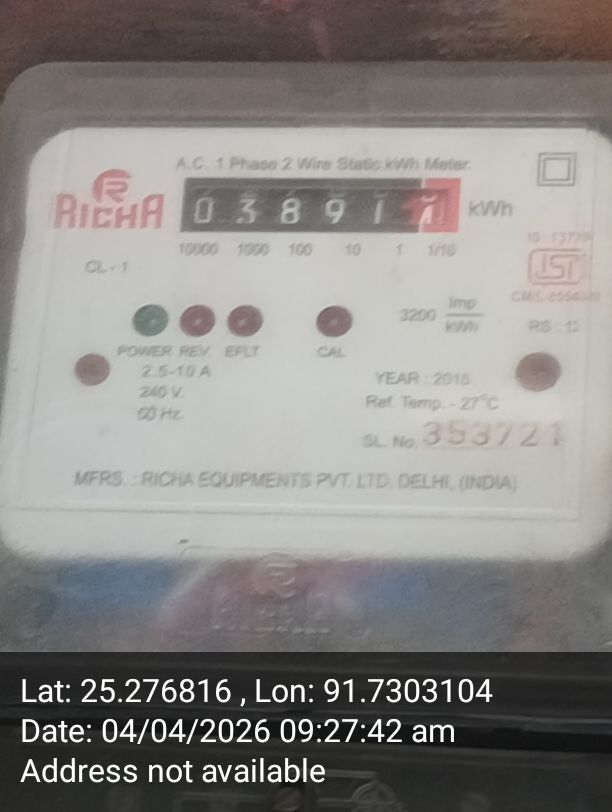 A.C. 1 Phase 2 Wire Static kWh Meter
RICHA
0 3 8 9 1 kWh
10000 1000 100 10 1 1/10
CL - 1
3200 Imp
kWh
POWER REV. EFLT CAL
2.5-10 A
240 V.
50 Hz.
YEAR : 2015
Ref. Temp. - 27°C
SL. No. 353721
MFRS. : RICHA EQUIPMENTS PVT. LTD. DELHI, (INDIA)
Lat: 25.276816 , Lon: 91.7303104
Date: 04/04/2026 09:27:42 am
Address not available